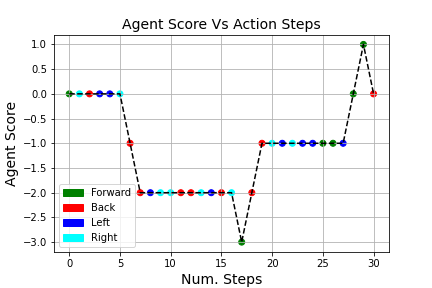 Agent Score Vs Action Steps
Agent Score
1.0
0.5
0.0
−0.5
−1.0
−1.5
−2.0
−2.5
−3.0
Forward
Back
Left
Right
0 5 10 15 20 25 30
Num. Steps